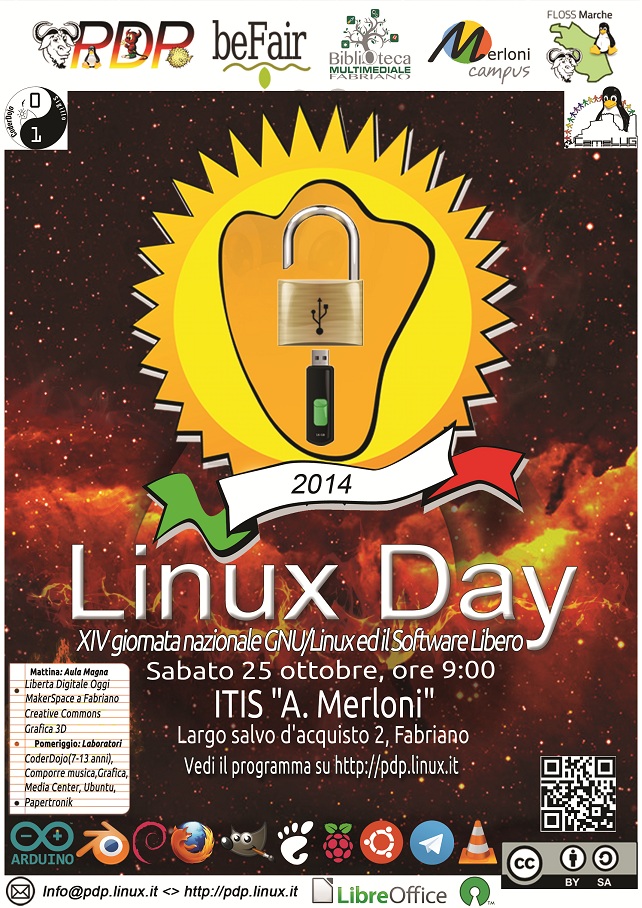 PDP
beFair
BiblioTeca
MULTIMEDIALE
FABRIANO
Merloni
campus
FLOSS Marche
CoderDojo
0
1
CameLUG
2014
Linux Day
XIV giornata nazionale GNU/Linux ed il Software Libero
Sabato 25 ottobre, ore 9:00
ITIS "A. Merloni"
Largo salvo d'acquisto 2, Fabriano
Vedi il programma su http://pdp.linux.it
Mattina: Aula Magna
Liberta Digitale Oggi
MakerSpace a Fabriano
Creative Commons
Grafica 3D
Pomeriggio: Laboratori
CoderDojo(7-13 anni),
Comporre musica,Grafica,
Media Center, Ubuntu,
Papertronik
ARDUINO
CC
BY SA
Info@pdp.linux.it <> http://pdp.linux.it
LibreOffice
TM